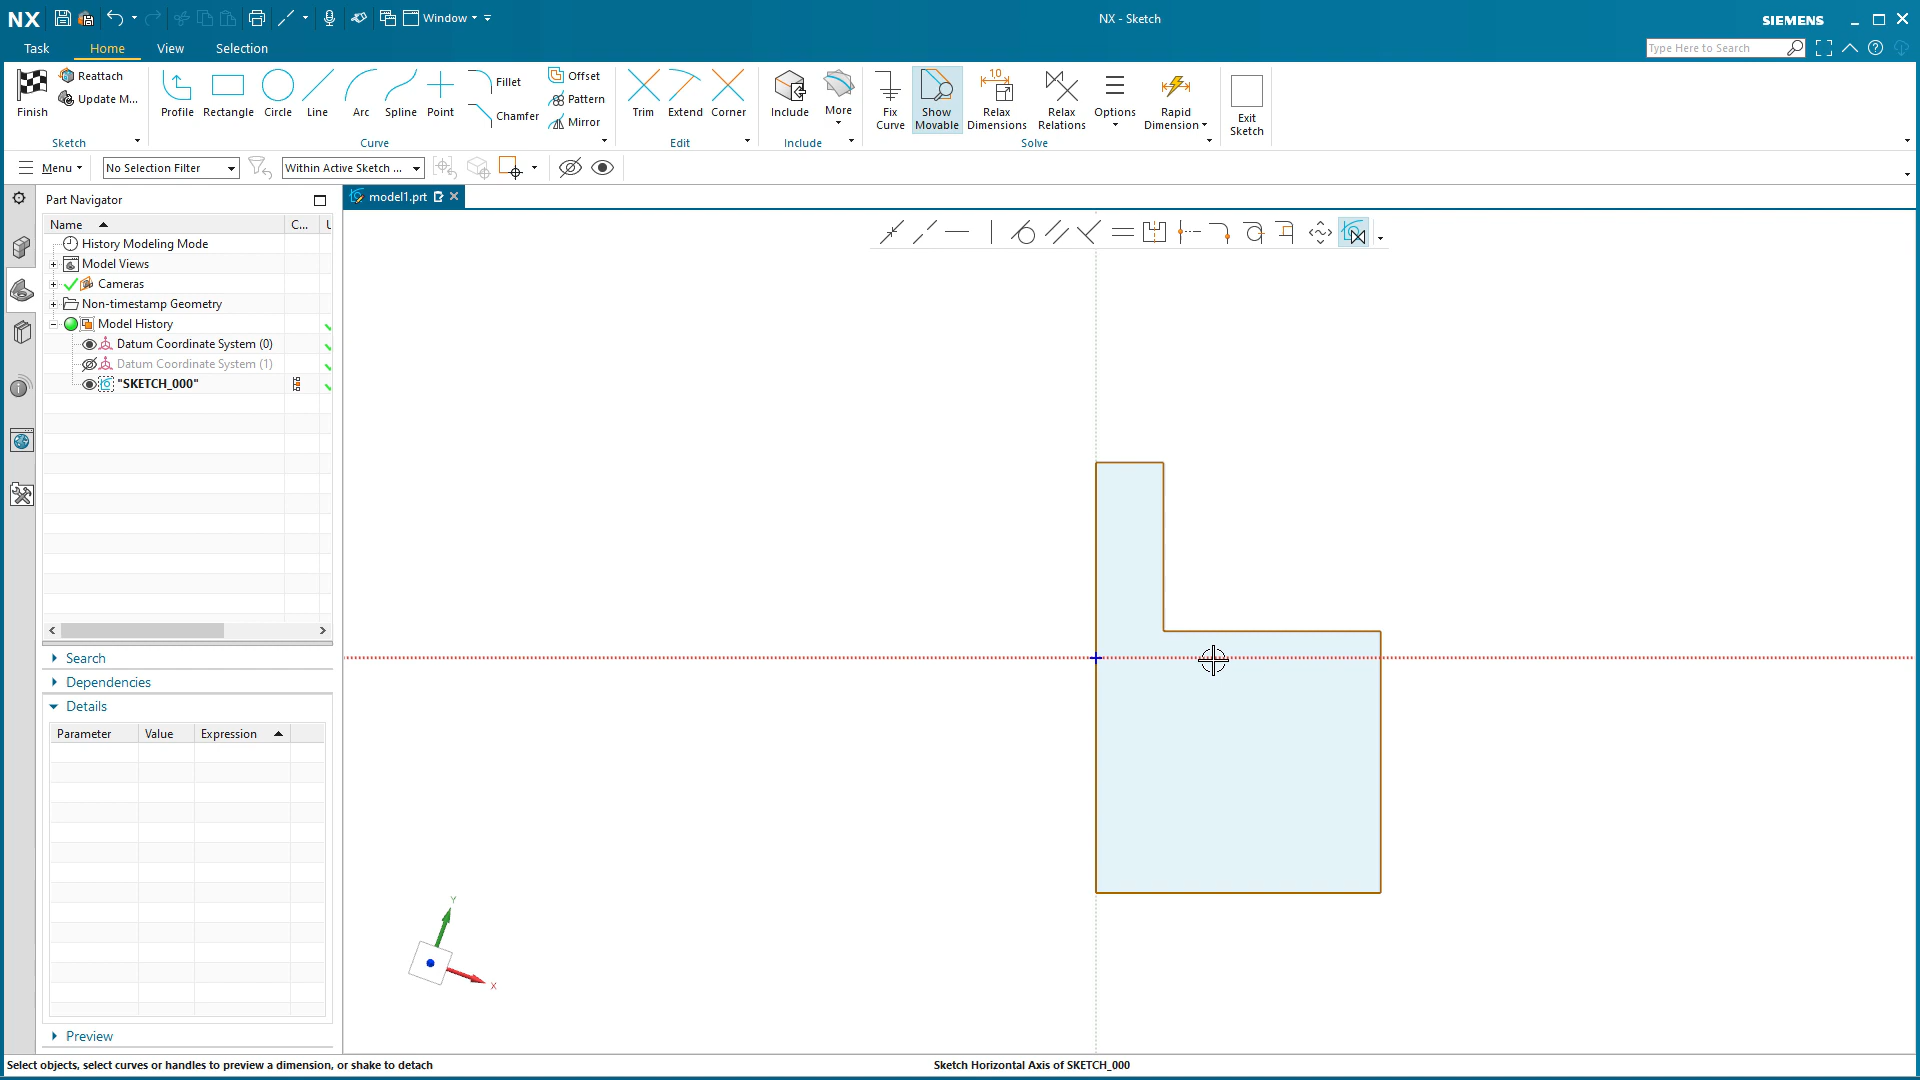 NX
Window
NX - Sketch
SIEMENS
Task
Home
View
Selection
Type Here to Search
Finish
Reattach
Update M...
Sketch
Profile
Rectangle
Circle
Line
Arc
Spline
Point
Fillet
Chamfer
Offset
Pattern
Mirror
Curve
Trim
Extend
Corner
Edit
Include
More
Include
Fix
Curve
Show
Movable
1,0
Relax
Dimensions
Relax
Relations
Options
Rapid
Dimension
Solve
Exit
Sketch
Menu
No Selection Filter
Within Active Sketch ...
Part Navigator
model1.prt
Name
C...
History Modeling Mode
Model Views
Cameras
Non-timestamp Geometry
Model History
Datum Coordinate System (0)
Datum Coordinate System (1)
"SKETCH_000"
Search
Dependencies
Details
Parameter
Value
Expression
Preview
Y
X
Select objects, select curves or handles to preview a dimension, or shake to detach
Sketch Horizontal Axis of SKETCH_000